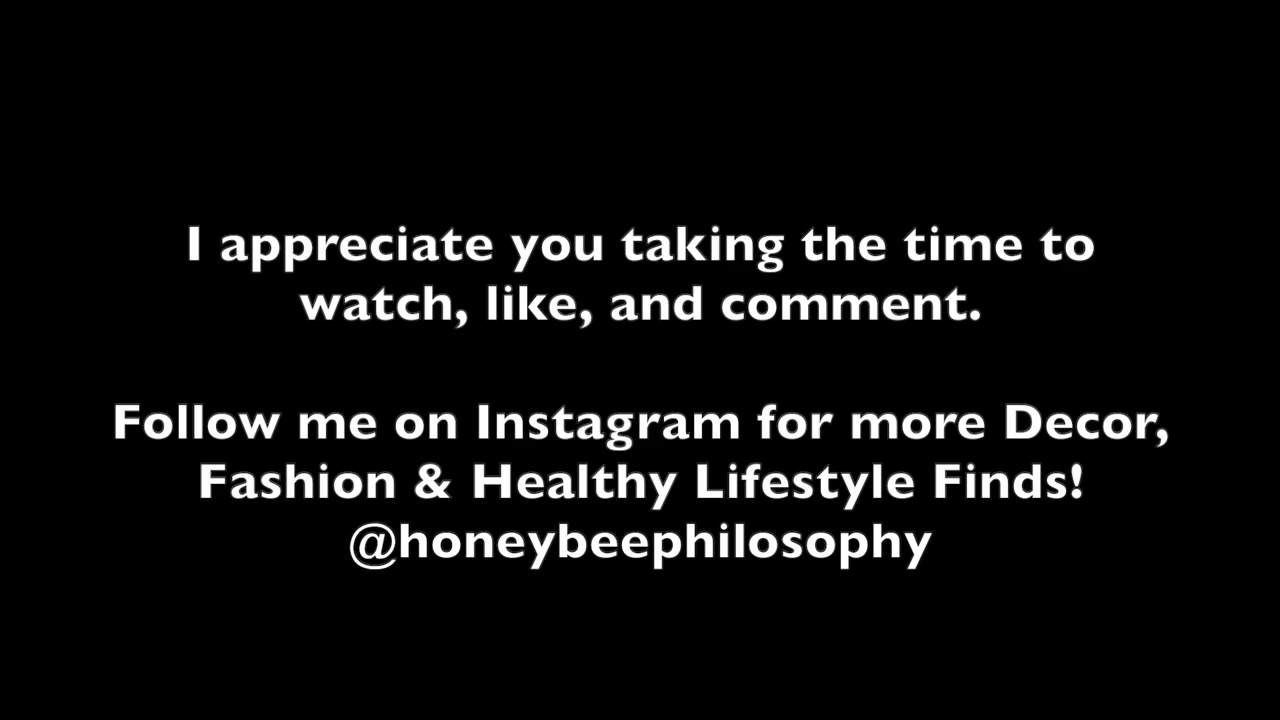 I appreciate you taking the time to
watch, like, and comment.
Follow me on Instagram for more Decor,
Fashion & Healthy Lifestyle Finds!
@honeybeephilosophy